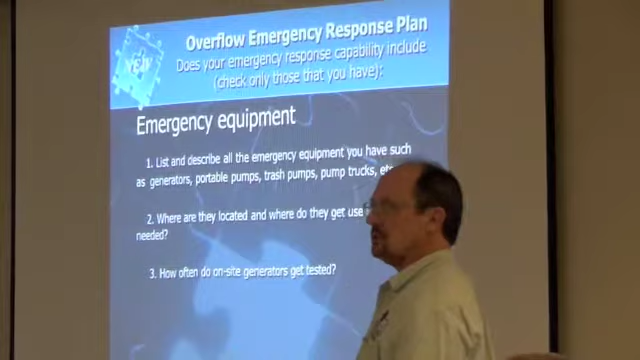 NEW
Overflow Emergency Response Plan
Does your emergency response capability include
(check only those that you have):
Emergency equipment
1. List and describe all the emergency equipment you have such
as generators, portable pumps, trash pumps, pump trucks, etc
2. Where are they located and where do they get use
needed?
3. How often do on-site generators get tested?